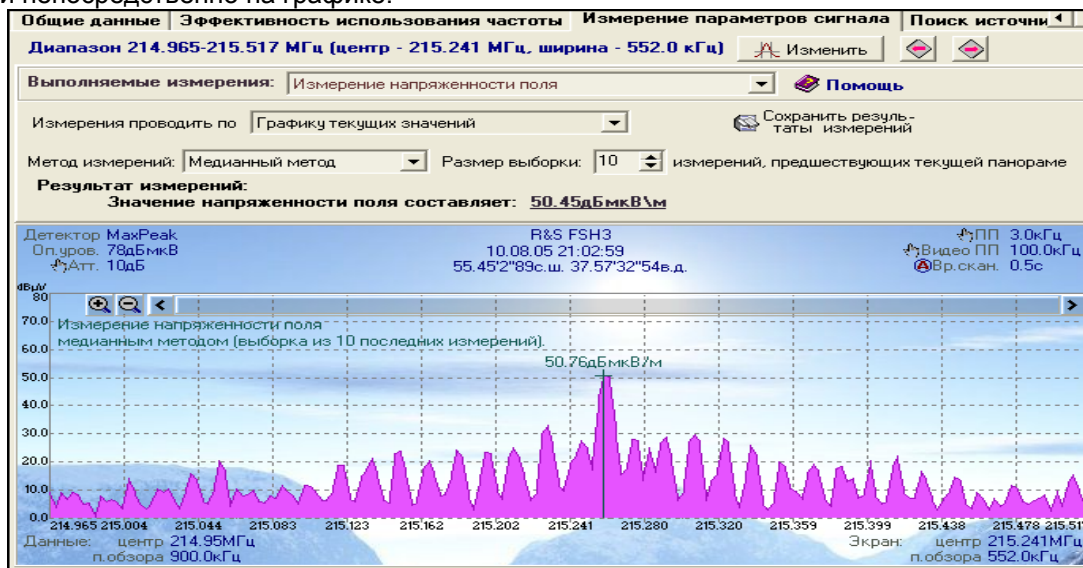 и непосредственно на графике.
Общие данные Эффективность использования частоты Измерение параметров сигнала Поиск источни
Диапазон 214.965-215.517 МГц (центр - 215.241 МГц, ширина - 552.0 кГц) Изменить
Выполняемые измерения: Измерение напряженности поля Помощь
Измерения проводить по Графику текущих значений Сохранить резуль-
таты измерений
Метод измерений: Медианный метод Размер выборки: 10 измерений, предшествующих текущей панораме
Результат измерений:
Значение напряженности поля составляет: 50.45дБмкВ\м
Детектор MaxPeak R&S FSH3 ПП 3.0кГц
Оп.уров. 78дБмкВ 10.08.05 21:02:59 Видео ПП 100.0кГц
Атт. 10дБ 55.45'2"89с.ш. 37.57'32"54в.д. Вр.скан. 0.5с
dBµV
80
70.0
Измерение напряженности поля
медианным методом (выборка из 10 последних измерений).
60.0
50.76дБмкВ/м
50.0
40.0
30.0
20.0
10.0
0.0
214.965 215.004 215.044 215.083 215.123 215.162 215.202 215.241 215.280 215.320 215.359 215.399 215.438 215.478 215.51
Данные: центр 214.95МГц Экран: центр 215.241МГц
п.обзора 900.0кГц п.обзора 552.0кГц